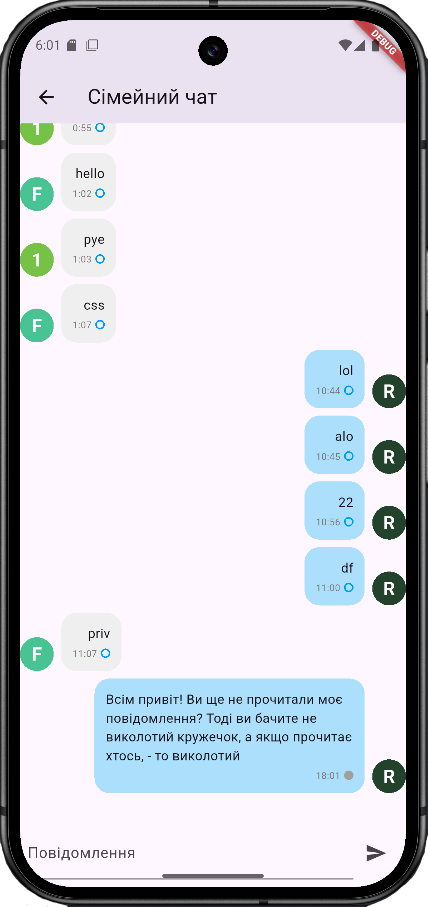 6:01
DEBUG
Сімейний чат
1
0:55
hello
F
1:02
pye
1
1:03
css
F
1:07
lol
10:44
R
alo
10:45
R
22
10:56
R
df
11:00
R
priv
F
11:07
Всім привіт! Ви ще не прочитали моє
повідомлення? Тоді ви бачите не
виколотий кружечок, а якщо прочитає
хтось, - то виколотий
18:01
R
Повідомлення